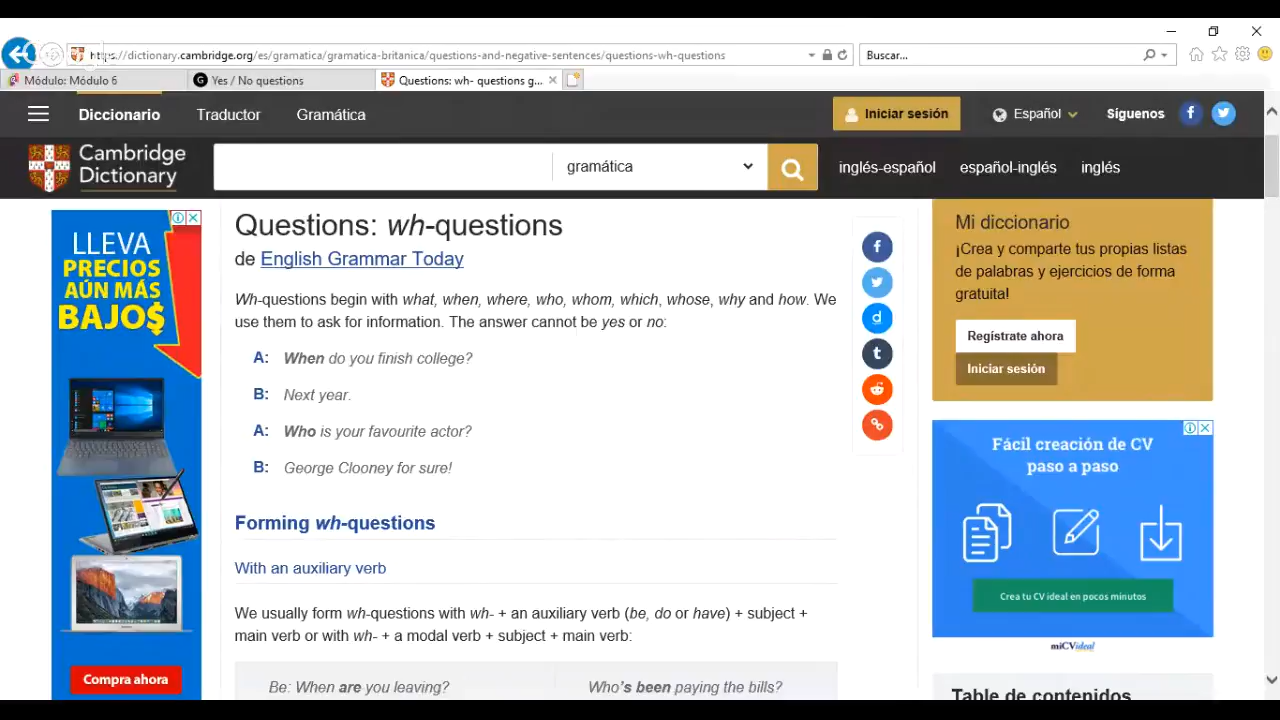 https://dictionary.cambridge.org/es/gramatica/gramatica-britanica/questions-and-negative-sentences/questions-wh-questions
Buscar...
Módulo: Módulo 6
Yes / No questions
Questions: wh- questions g...
Diccionario
Traductor
Gramática
Iniciar sesión
Español
Síguenos
Cambridge
Dictionary
gramática
inglés-español
español-inglés
inglés
LLEVA
PRECIOS
AÚN MÁS
BAJO$
Compra ahora
Questions: wh-questions
de English Grammar Today
Wh-questions begin with what, when, where, who, whom, which, whose, why and how. We
use them to ask for information. The answer cannot be yes or no:
A: When do you finish college?
B: Next year.
A: Who is your favourite actor?
B: George Clooney for sure!
Forming wh-questions
With an auxiliary verb
We usually form wh-questions with wh- + an auxiliary verb (be, do or have) + subject +
main verb or with wh- + a modal verb + subject + main verb:
Be: When are you leaving?
Who's been paying the bills?
Mi diccionario
¡Crea y comparte tus propias listas
de palabras y ejercicios de forma
gratuita!
Regístrate ahora
Iniciar sesión
Fácil creación de CV
paso a paso
Crea tu CV ideal en pocos minutos
miCVideal
Table de contenidos